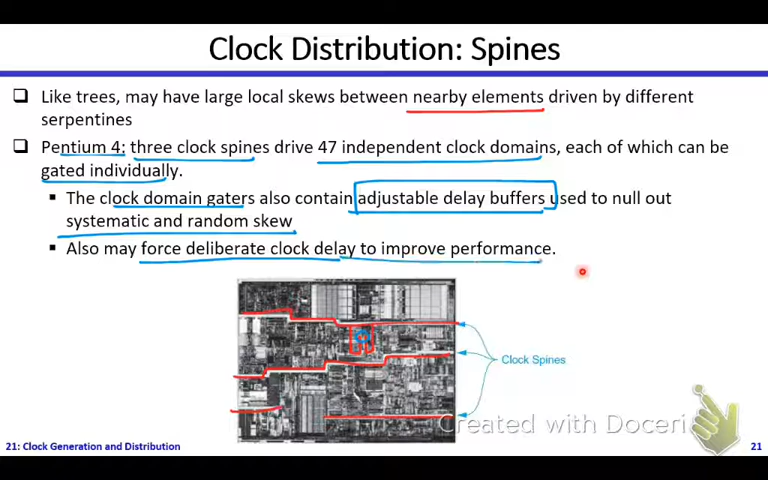 Clock Distribution: Spines
❑ Like trees, may have large local skews between nearby elements driven by different
serpentines
❑ Pentium 4: three clock spines drive 47 independent clock domains, each of which can be
gated individually.
▪ The clock domain gaters also contain adjustable delay buffers used to null out
systematic and random skew
▪ Also may force deliberate clock delay to improve performance.
Clock Spines
Created with Doceri
21: Clock Generation and Distribution
21